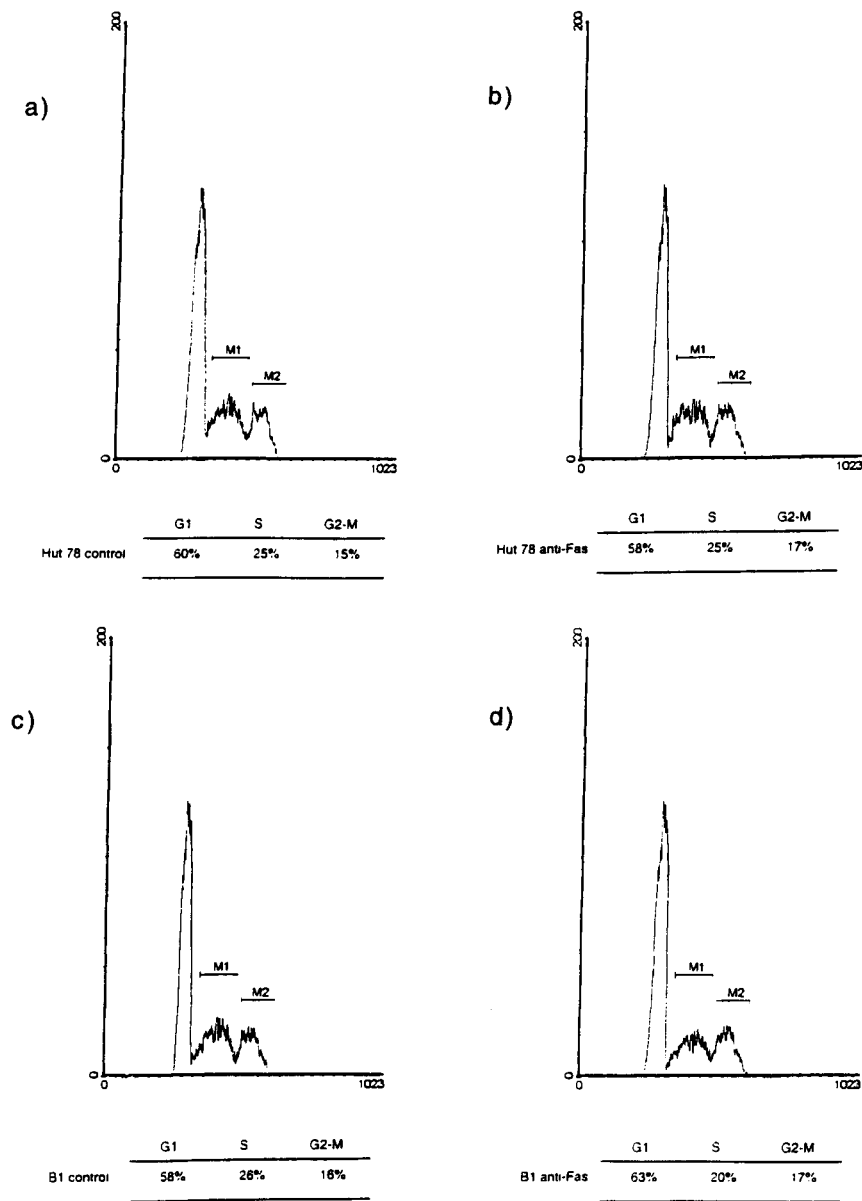 a)
200
M1
M2
0
0
1023
G1 S G2-M
Hut 78 control 60% 25% 15%
b)
200
M1
M2
0
0
1023
G1 S G2-M
Hut 78 anti-Fas 58% 25% 17%
c)
200
M1
M2
0
0
1023
G1 S G2-M
B1 control 58% 26% 16%
d)
200
M1
M2
0
0
1023
G1 S G2-M
B1 anti-Fas 63% 20% 17%